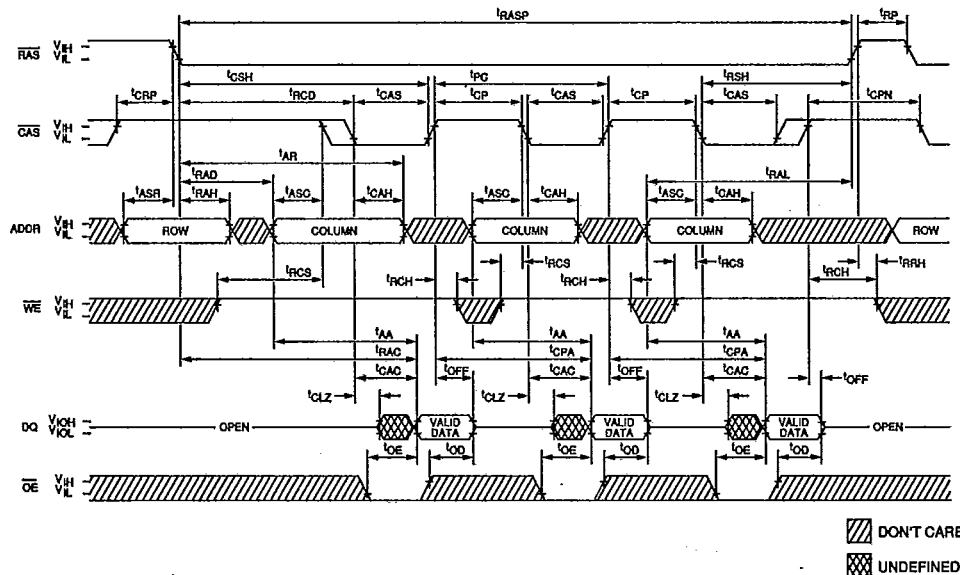 tRASP
tRP
RAS VIH VIL
tCSH
tPC
tRSH
tCRP
tRCD
tCAS
tCP
tCAS
tCP
tCAS
tCPN
CAS VIH VIL
tAR
tRAD
tRAL
tASR
tRAH
tASC
tCAH
tASC
tCAH
tASC
tCAH
ADDR VIH VIL
ROW
COLUMN
COLUMN
COLUMN
ROW
tRCS
tRCH
tRCS
tRCH
tRCS
tRCH
tRRH
WE VIH VIL
tAA
tAA
tAA
tRAC
tCPA
tCPA
tCAC
tOFF
tCAC
tOFF
tCAC
tOFF
tCLZ
tCLZ
tCLZ
DQ VIOH VIOL
OPEN
VALID DATA
VALID DATA
VALID DATA
OPEN
tOE
tOD
tOE
tOD
tOE
tOD
OE VIH VIL
DON'T CARE
UNDEFINED